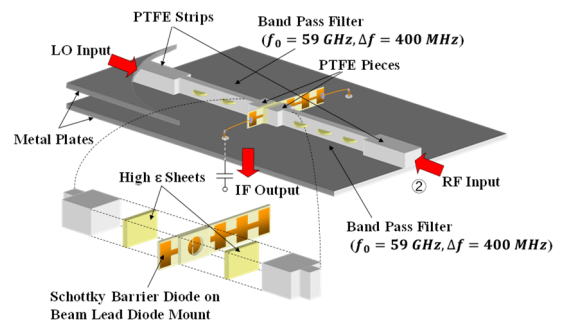 PTFE Strips
Band Pass Filter
(f₀ = 59 GHz, Δf = 400 MHz)
LO Input
PTFE Pieces
Metal Plates
②
RF Input
High ε Sheets
IF Output
Band Pass Filter
(f₀ = 59 GHz, Δf = 400 MHz)
Schottky Barrier Diode on
Beam Lead Diode Mount